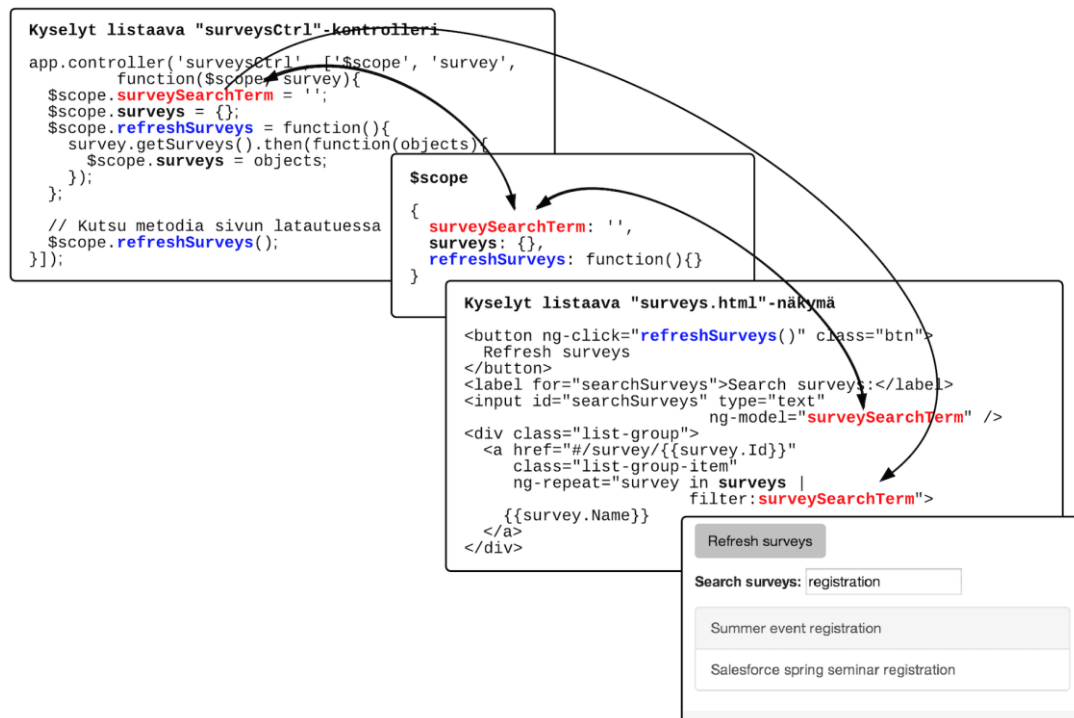 Kyselyt listaava "surveysCtrl"-kontrolleri
app.controller('surveysCtrl', ['$scope', 'survey',
function($scope, survey){
$scope.surveySearchTerm = '';
$scope.surveys = {};
$scope.refreshSurveys = function(){
survey.getSurveys().then(function(objects){
$scope.surveys = objects;
});
};
// Kutsu metodia sivun latautuessa
$scope.refreshSurveys();
}]);
$scope
{
surveySearchTerm: '',
surveys: {},
refreshSurveys: function(){}
}
Kyselyt listaava "surveys.html"-näkymä
<button ng-click="refreshSurveys()" class="btn">
Refresh surveys
</button>
<label for="searchSurveys">Search surveys:</label>
<input id="searchSurveys" type="text"
ng-model="surveySearchTerm" />
<div class="list-group">
<a href="#/survey/{{survey.Id}}"
class="list-group-item"
ng-repeat="survey in surveys |
filter:surveySearchTerm">
{{survey.Name}}
</a>
</div>
Refresh surveys
Search surveys: registration
Summer event registration
Salesforce spring seminar registration